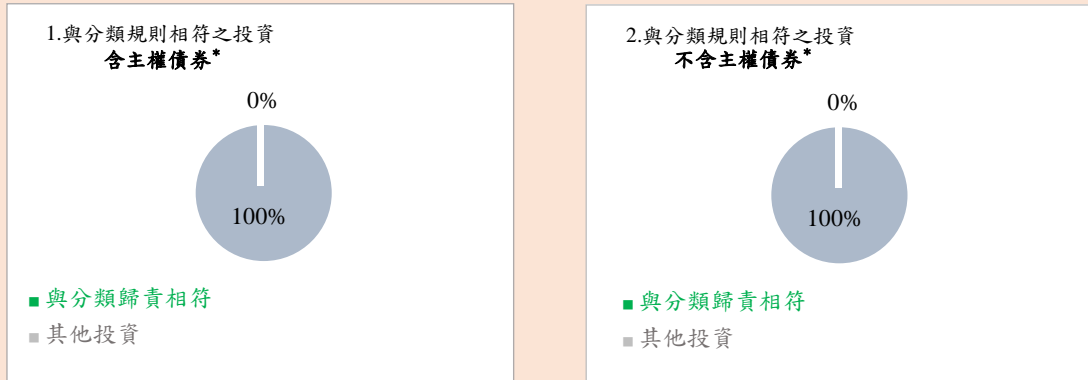 1.與分類規則相符之投資
含主權債券*
0%
100%
■ 與分類歸責相符
■ 其他投資
2.與分類規則相符之投資
不含主權債券*
0%
100%
■ 與分類歸責相符
■ 其他投資